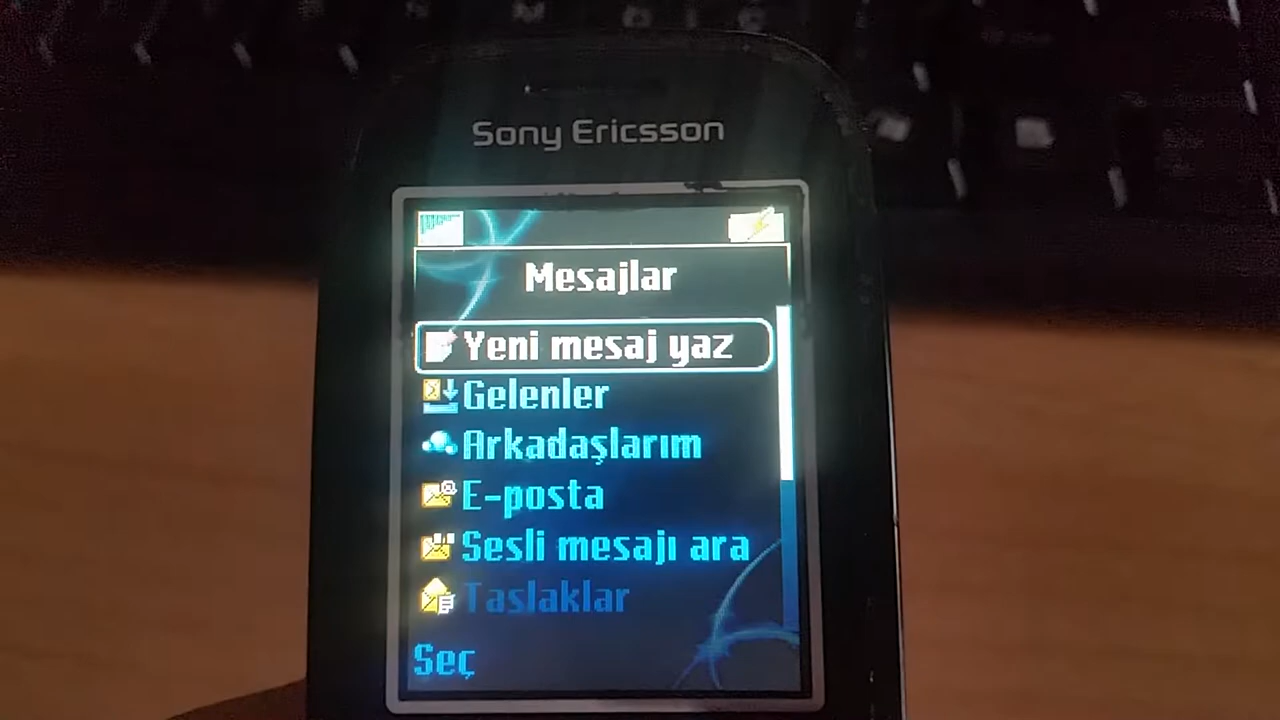 Sony Ericsson
Mesajlar
Yeni mesaj yaz
Gelenler
Arkadaşlarım
E-posta
Sesli mesajı ara
Taslaklar
Seç